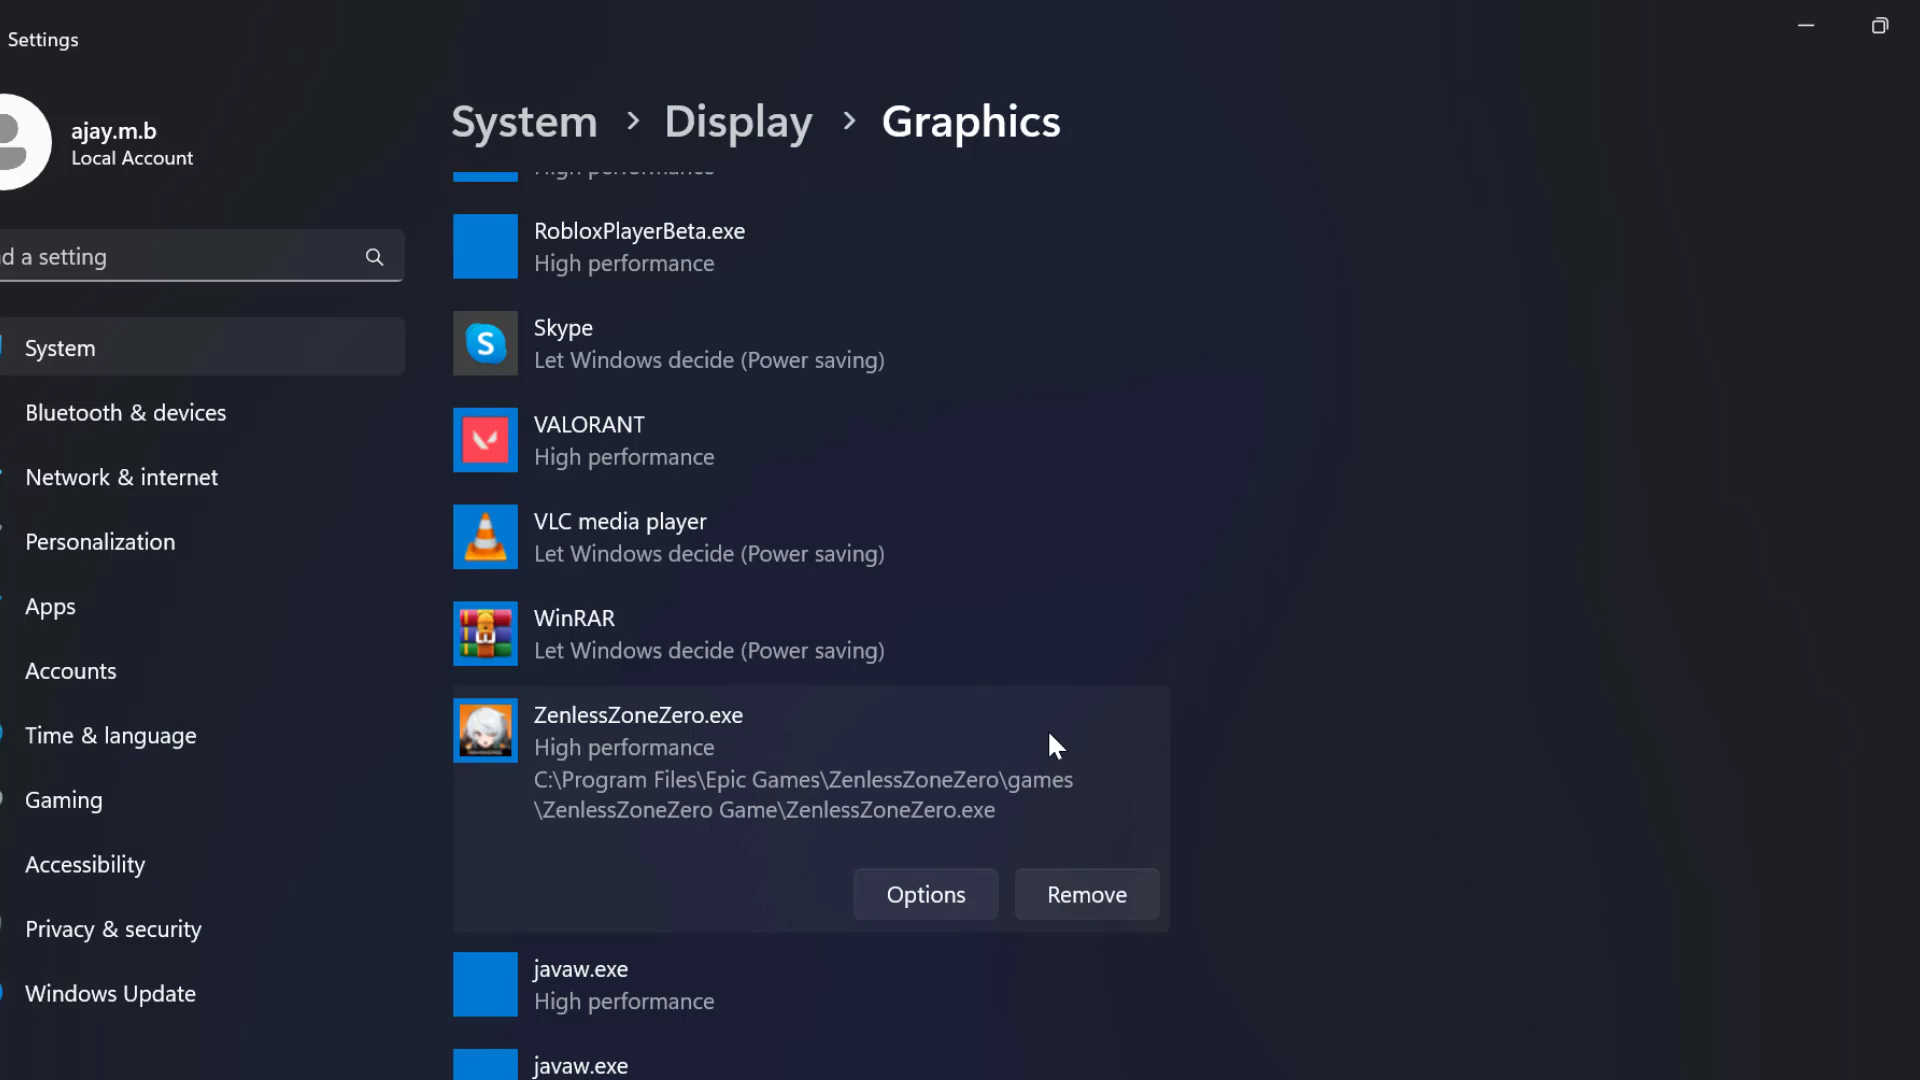 Settings
ajay.m.b
Local Account
d a setting
System
Bluetooth & devices
Network & internet
Personalization
Apps
Accounts
Time & language
Gaming
Accessibility
Privacy & security
Windows Update
System > Display > Graphics
RobloxPlayerBeta.exe
High performance
Skype
Let Windows decide (Power saving)
VALORANT
High performance
VLC media player
Let Windows decide (Power saving)
WinRAR
Let Windows decide (Power saving)
ZenlessZoneZero.exe
High performance
C:\Program Files\Epic Games\ZenlessZoneZero\games
\ZenlessZoneZero Game\ZenlessZoneZero.exe
Options Remove
javaw.exe
High performance
javaw.exe